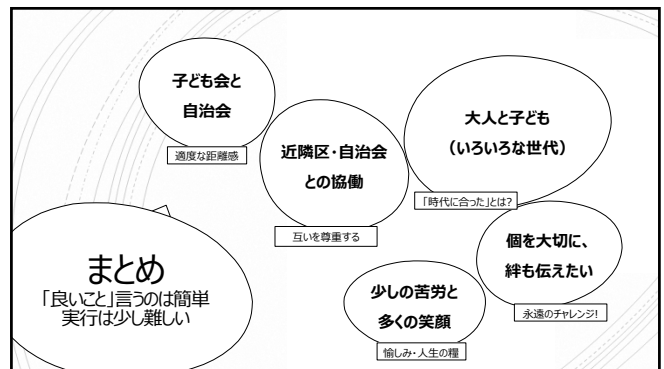 子ども会と
自治会
適度な距離感
近隣区・自治会
との協働
互いを尊重する
大人と子ども
（いろいろな世代）
「時代に合った」とは？
個を大切に、
絆も伝えたい
永遠のチャレンジ！
少しの苦労と
多くの笑顔
愉しみ・人生の糧
まとめ
「良いこと」言うのは簡単
実行は少し難しい